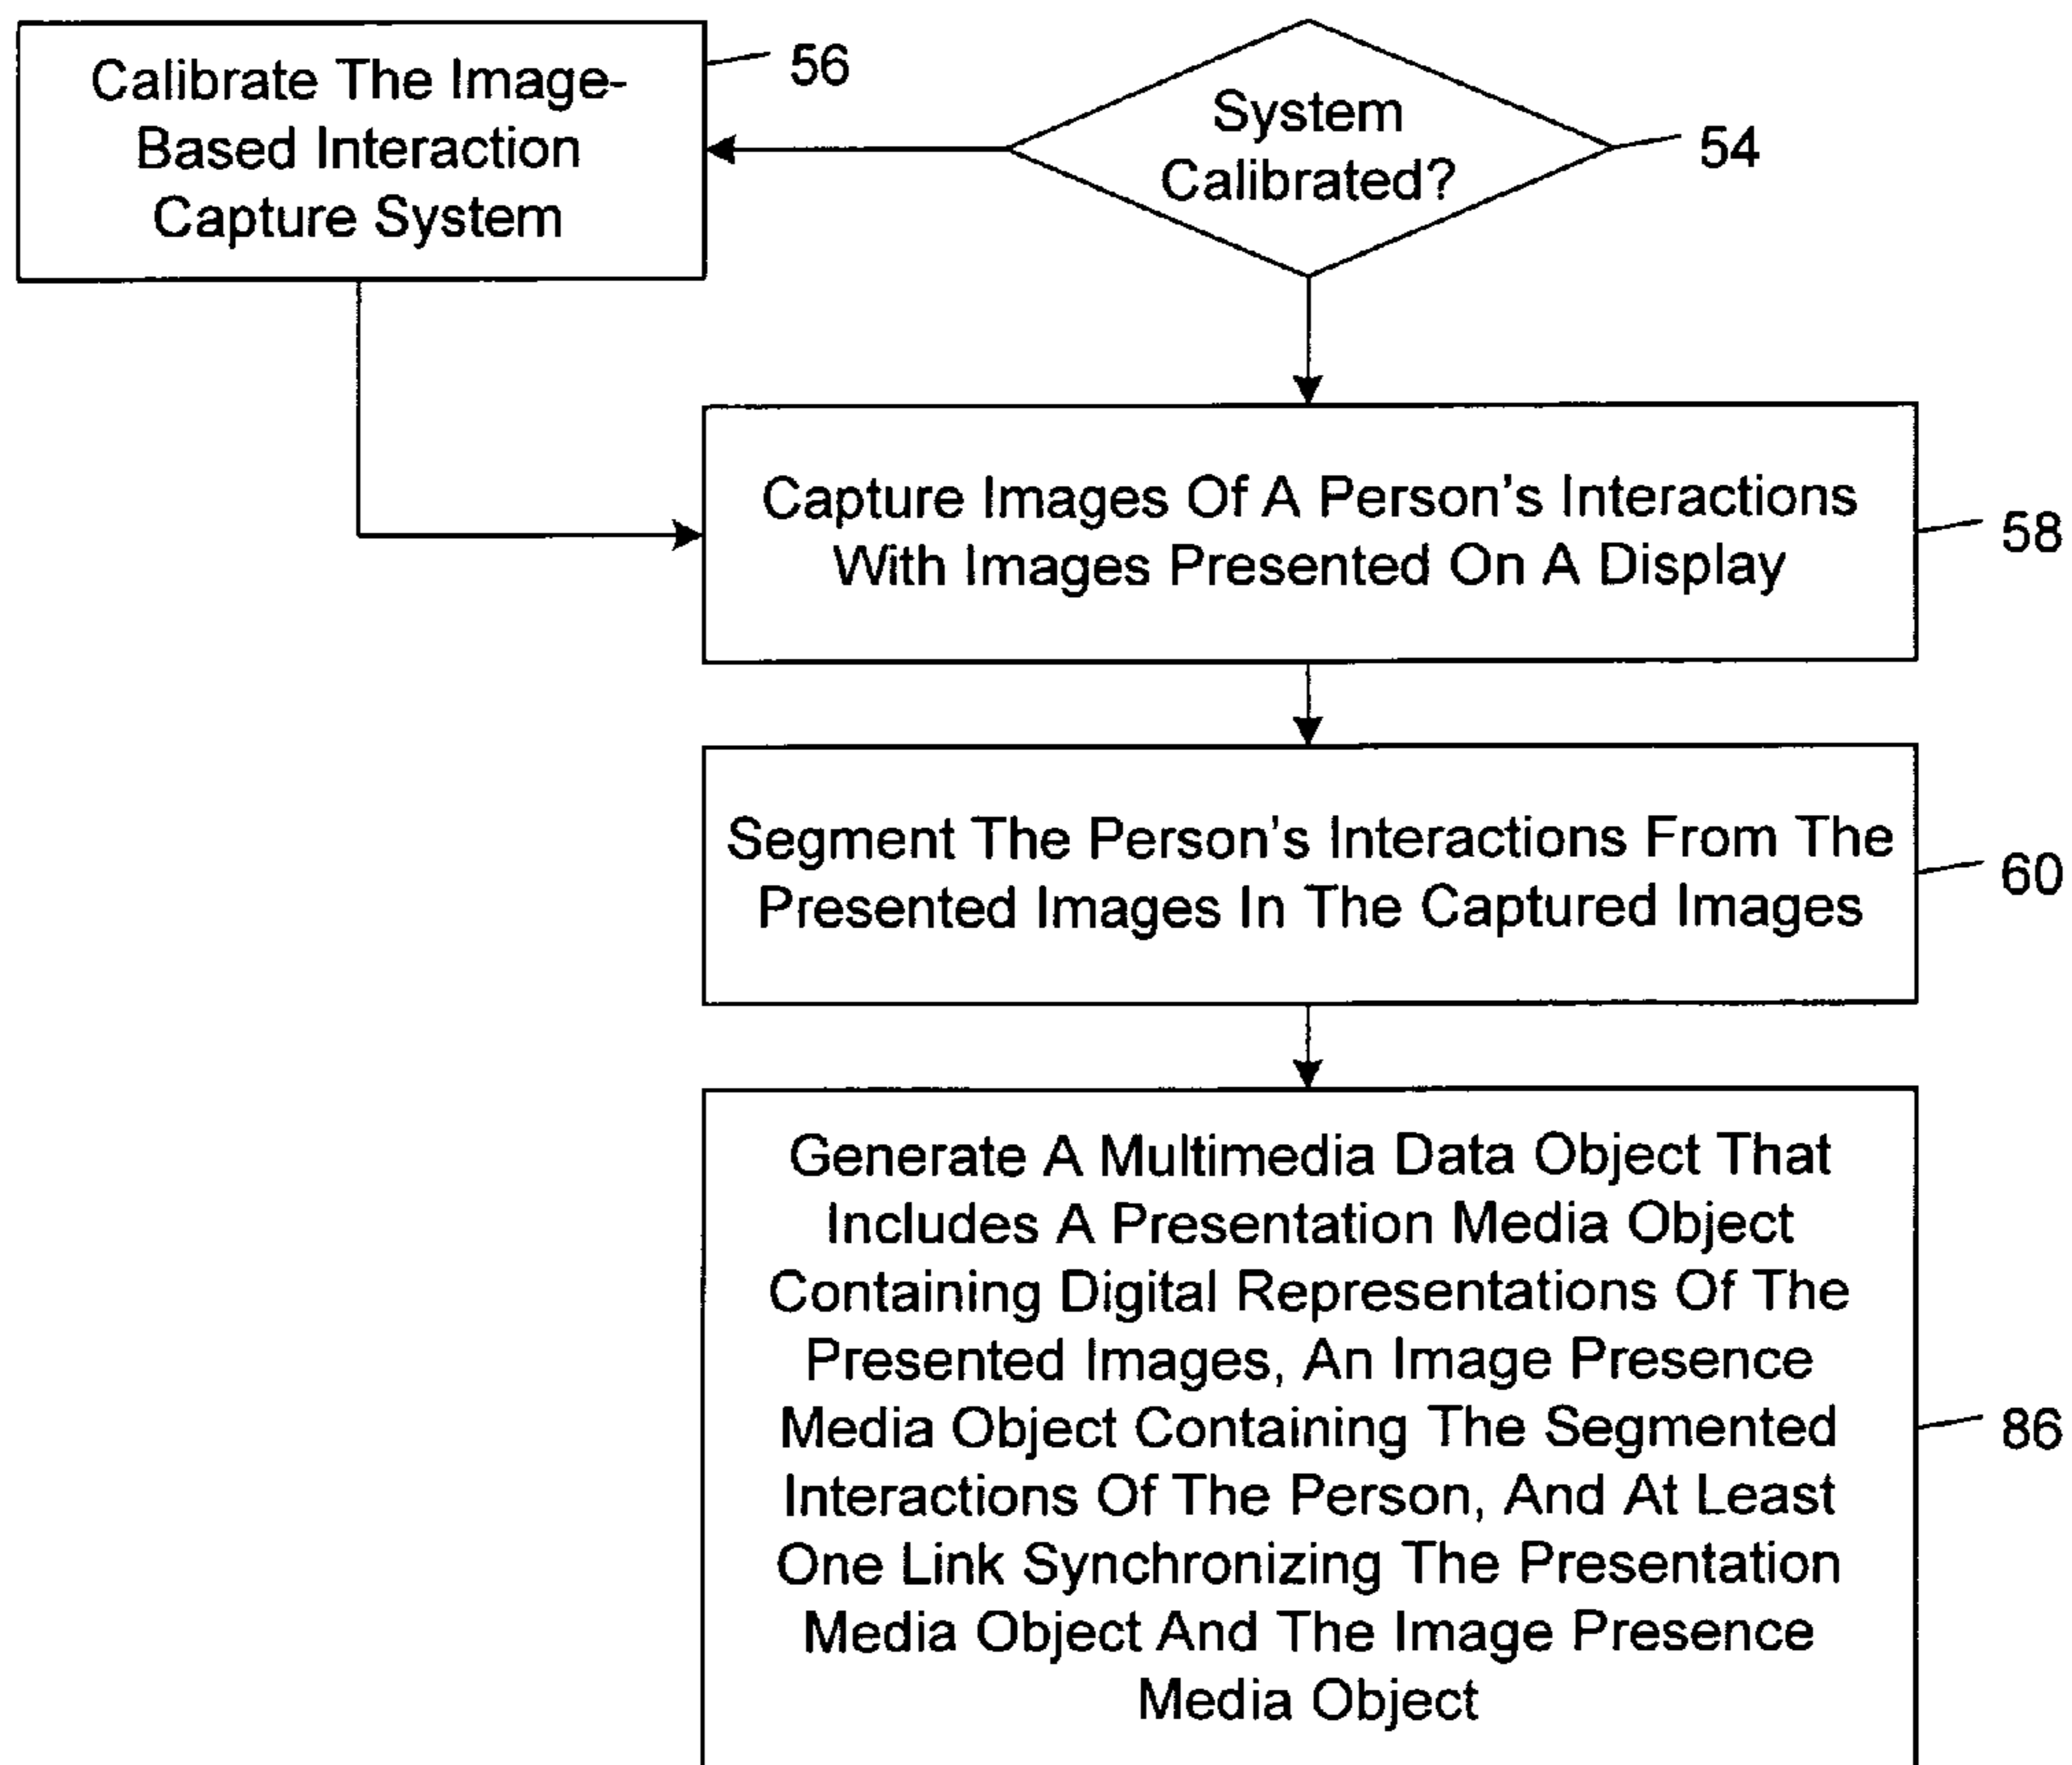 Calibrate The Image-
Based Interaction
Capture System
56
System
Calibrated?
54
Capture Images Of A Person's Interactions
With Images Presented On A Display
58
Segment The Person's Interactions From The
Presented Images In The Captured Images
60
Generate A Multimedia Data Object That
Includes A Presentation Media Object
Containing Digital Representations Of The
Presented Images, An Image Presence
Media Object Containing The Segmented
Interactions Of The Person, And At Least
One Link Synchronizing The Presentation
Media Object And The Image Presence
Media Object
86